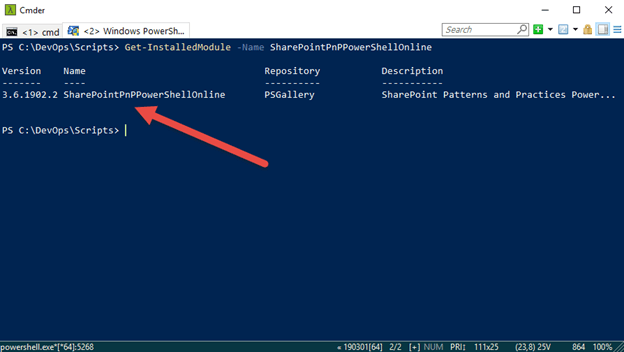 Cmder
<1> cmd <2> Windows PowerSh... Search
PS C:\DevOps\Scripts> Get-InstalledModule -Name SharePointPnPPowerShellOnline
Version Name Repository Description
------- ---- ---------- -----------
3.6.1902.2 SharePointPnPPowerShellOnline PSGallery SharePoint Patterns and Practices Power...
PS C:\DevOps\Scripts>
powershell.exe*[*64]:5268 « 190301[64] 2/2 [+] NUM PRI↕ 111x25 (23,8) 25V 864 100%